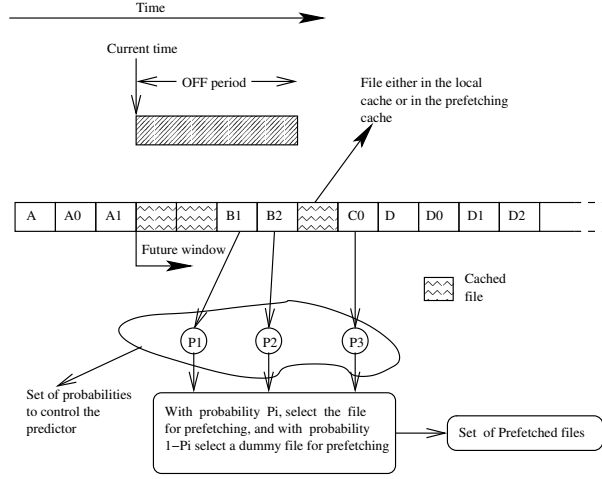 Time
Current time
OFF period
File either in the local
cache or in the prefetching
cache
A A0 A1 B1 B2 C0 D D0 D1 D2
Future window
Cached
file
P1 P2 P3
Set of probabilities
to control the
predictor
With probability Pi, select the file
for prefetching, and with probability
1−Pi select a dummy file for prefetching
Set of Prefetched files